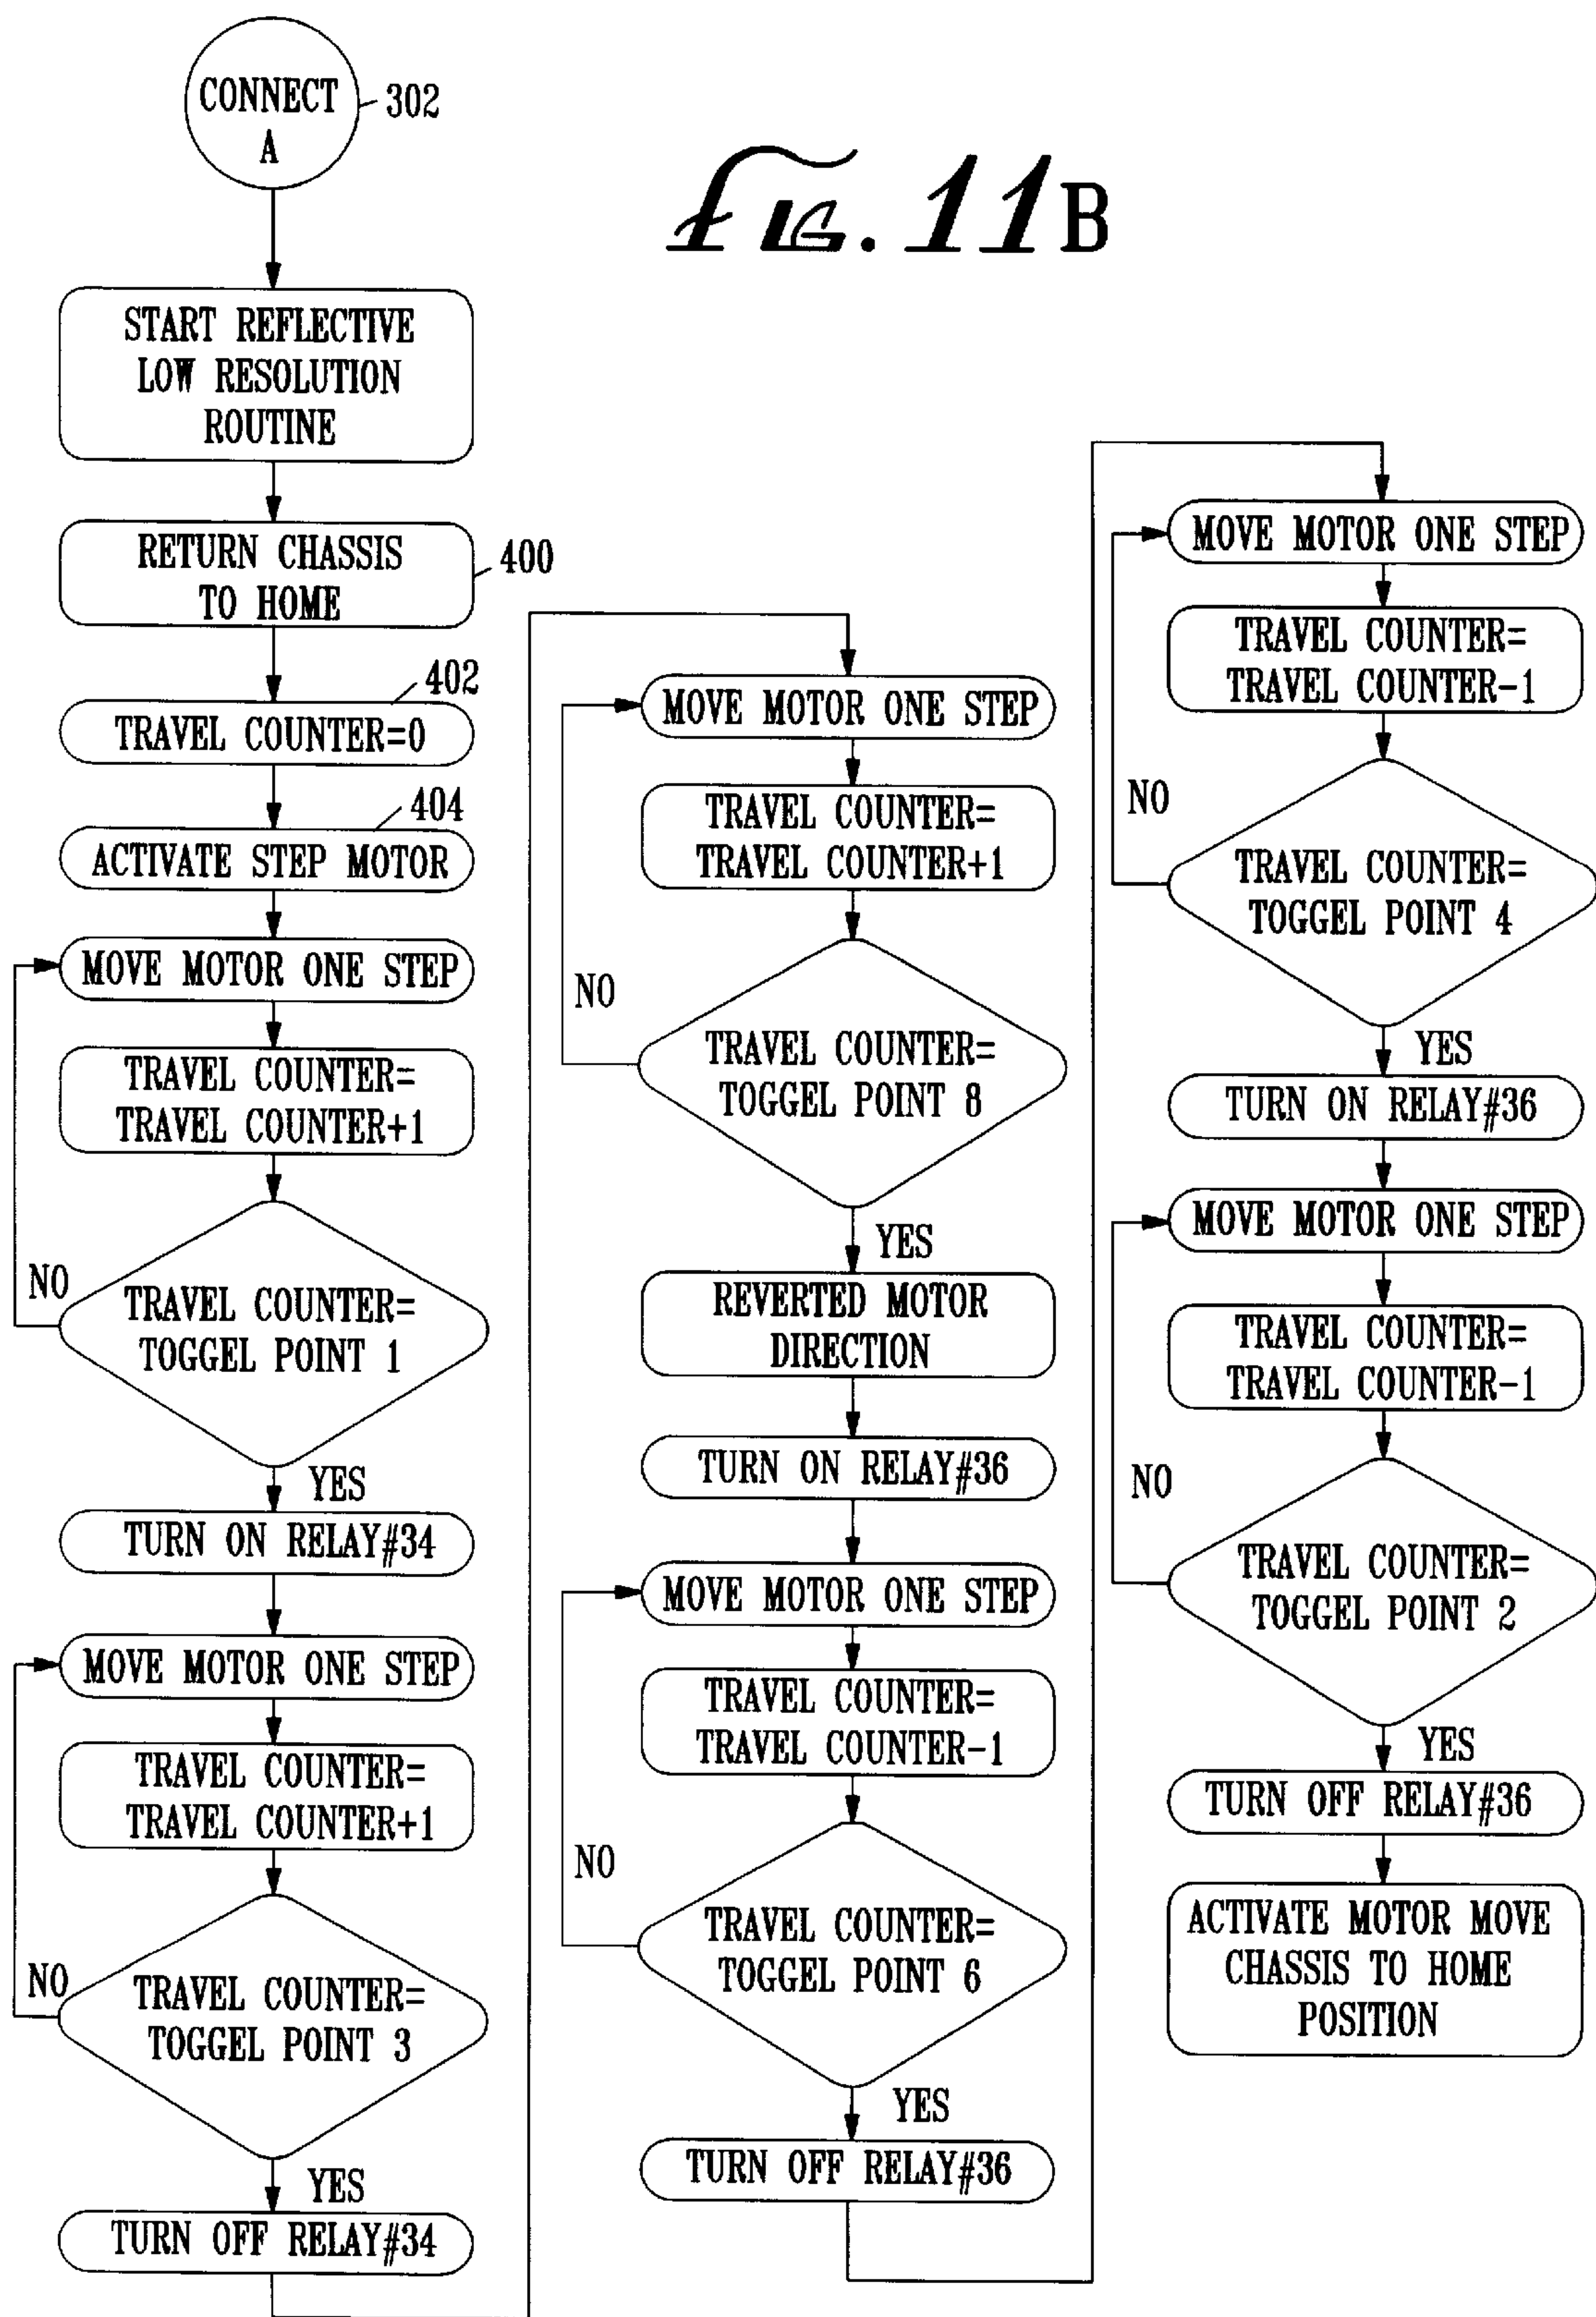 CONNECT
A
302
FIG. 11B
START REFLECTIVE
LOW RESOLUTION
ROUTINE
RETURN CHASSIS
TO HOME
400
402
TRAVEL COUNTER=0
404
ACTIVATE STEP MOTOR
MOVE MOTOR ONE STEP
TRAVEL COUNTER=
TRAVEL COUNTER+1
NO
TRAVEL COUNTER=
TOGGEL POINT 1
YES
TURN ON RELAY#34
MOVE MOTOR ONE STEP
TRAVEL COUNTER=
TRAVEL COUNTER+1
NO
TRAVEL COUNTER=
TOGGEL POINT 3
YES
TURN OFF RELAY#34
MOVE MOTOR ONE STEP
TRAVEL COUNTER=
TRAVEL COUNTER+1
NO
TRAVEL COUNTER=
TOGGEL POINT 8
YES
REVERTED MOTOR
DIRECTION
TURN ON RELAY#36
MOVE MOTOR ONE STEP
TRAVEL COUNTER=
TRAVEL COUNTER-1
NO
TRAVEL COUNTER=
TOGGEL POINT 6
YES
TURN OFF RELAY#36
MOVE MOTOR ONE STEP
TRAVEL COUNTER=
TRAVEL COUNTER-1
NO
TRAVEL COUNTER=
TOGGEL POINT 4
YES
TURN ON RELAY#36
MOVE MOTOR ONE STEP
TRAVEL COUNTER=
TRAVEL COUNTER-1
NO
TRAVEL COUNTER=
TOGGEL POINT 2
YES
TURN OFF RELAY#36
ACTIVATE MOTOR MOVE
CHASSIS TO HOME
POSITION